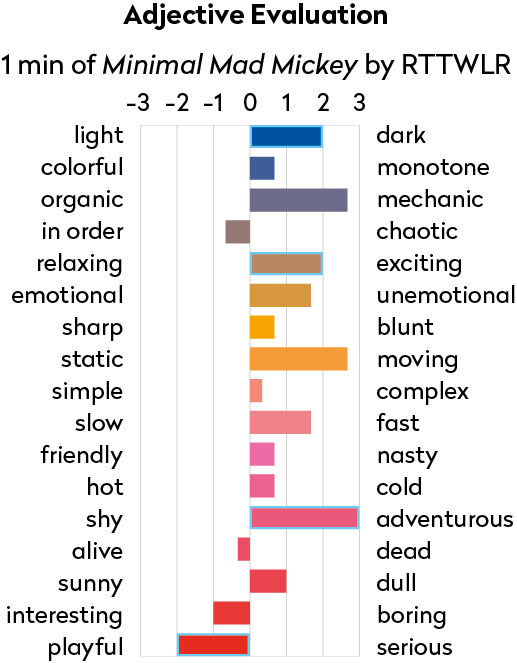 Adjective Evaluation
1 min of Minimal Mad Mickey by RTTWLR
-3 -2 -1 0 1 2 3
light dark
colorful monotone
organic mechanic
in order chaotic
relaxing exciting
emotional unemotional
sharp blunt
static moving
simple complex
slow fast
friendly nasty
hot cold
shy adventurous
alive dead
sunny dull
interesting boring
playful serious